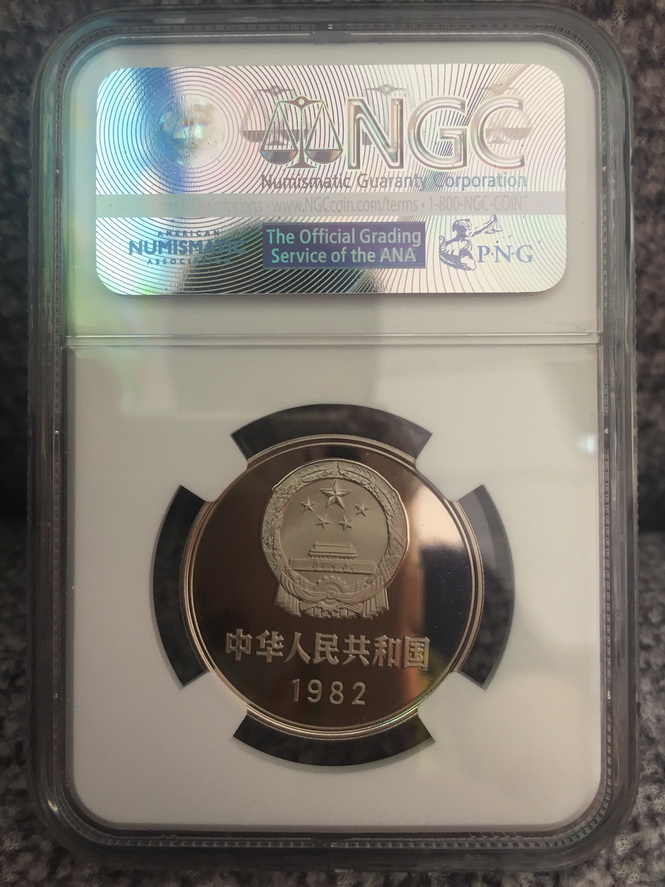 NGC
Numismatic Guaranty Corporation
Descriptions - www.NGCcoin.com/terms • 1-800-NGC-COIN
AMERICAN
NUMISMATIC
ASSOCIATION
The Official Grading
Service of the ANA
PNG
中华人民共和国
1982